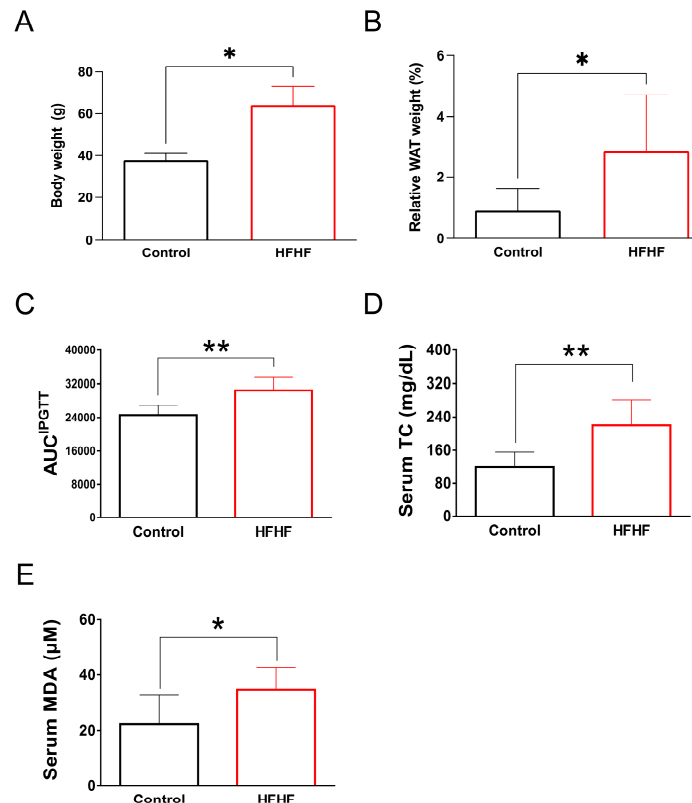 A
Body weight (g)
80
60
40
20
0
*
Control HFHF
B
Relative WAT weight (%)
6
4
2
0
*
Control HFHF
C
AUC^IPGTT
40000
32000
24000
16000
8000
0
**
Control HFHF
D
Serum TC (mg/dL)
400
320
240
160
80
0
**
Control HFHF
E
Serum MDA (μM)
60
40
20
0
*
Control HFHF